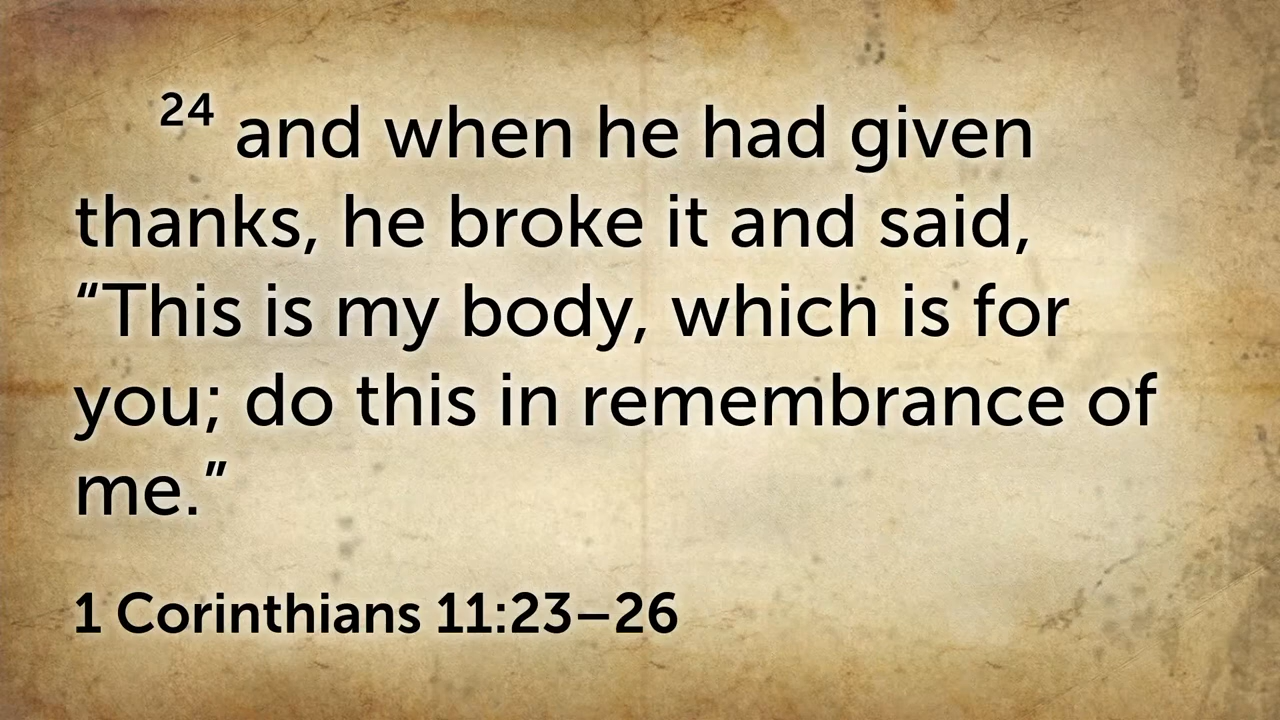 24 and when he had given
thanks, he broke it and said,
“This is my body, which is for
you; do this in remembrance of
me.”
1 Corinthians 11:23–26